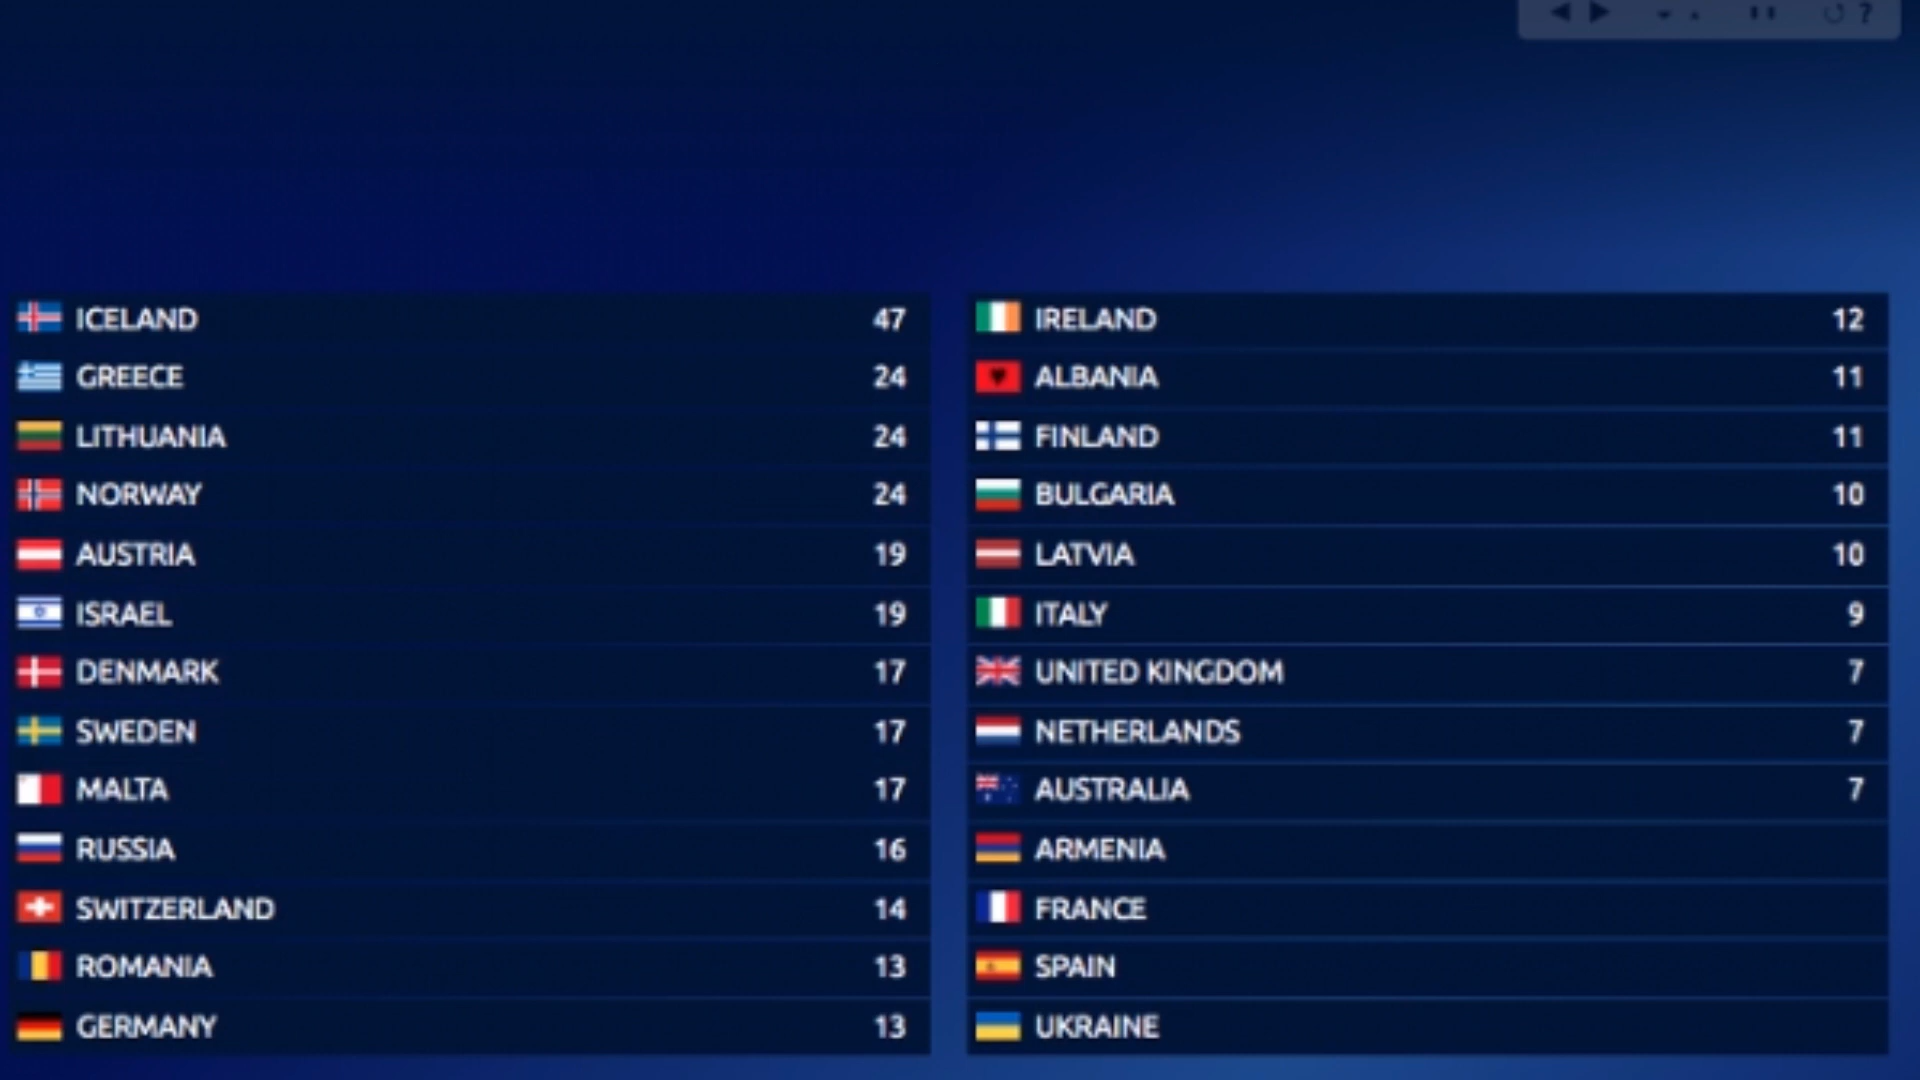 ?
ICELAND 47
GREECE 24
LITHUANIA 24
NORWAY 24
AUSTRIA 19
ISRAEL 19
DENMARK 17
SWEDEN 17
MALTA 17
RUSSIA 16
SWITZERLAND 14
ROMANIA 13
GERMANY 13
IRELAND 12
ALBANIA 11
FINLAND 11
BULGARIA 10
LATVIA 10
ITALY 9
UNITED KINGDOM 7
NETHERLANDS 7
AUSTRALIA 7
ARMENIA
FRANCE
SPAIN
UKRAINE